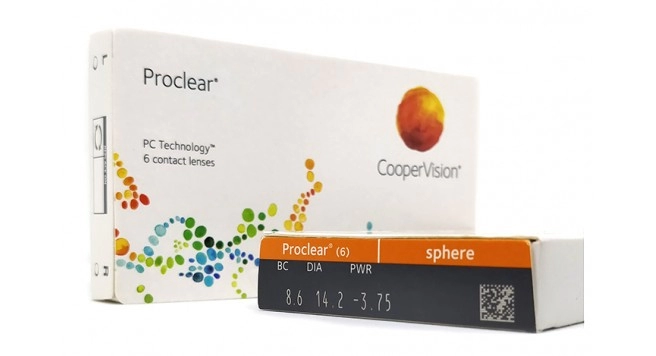 Proclear®
PC Technology™
6 contact lenses
CooperVision®
Proclear® (6) sphere
BC DIA PWR
8.6 14.2 -3.75